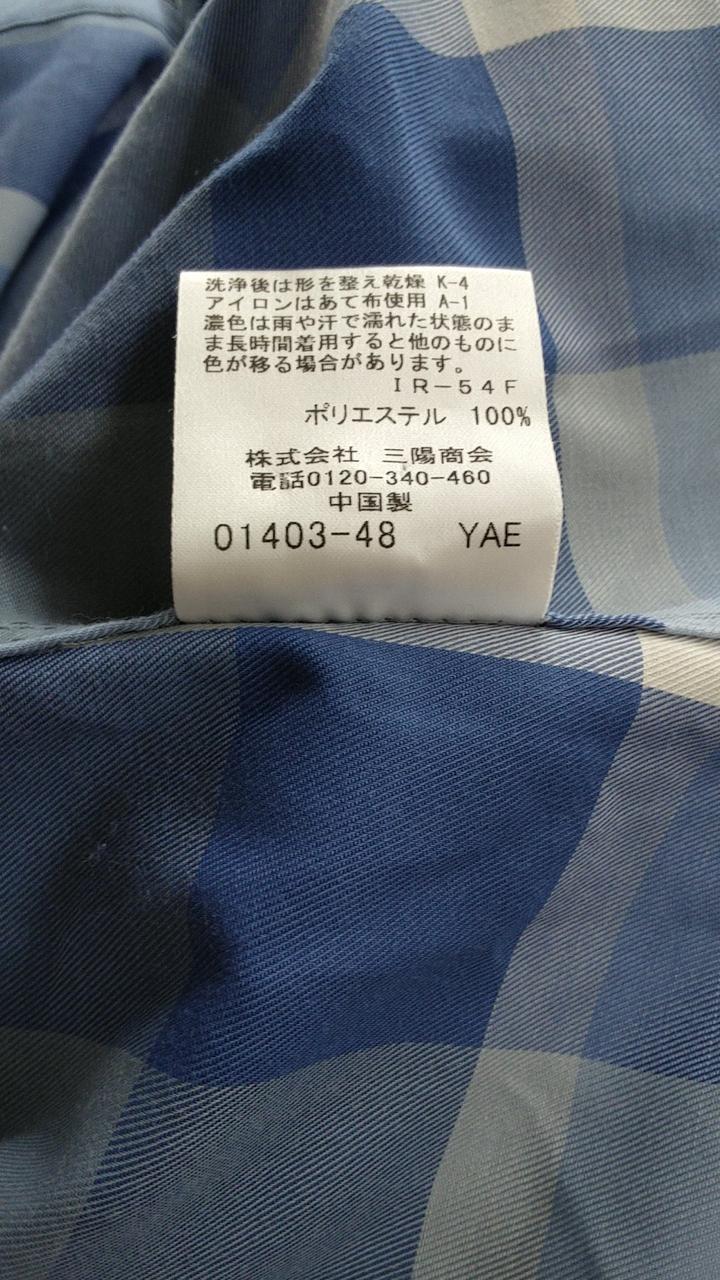 洗浄後は形を整え乾燥 K-4
アイロンはあて布使用 A-1
濃色は雨や汗で濡れた状態のま
ま長時間着用すると他のものに
色が移る場合があります。
ＩＲ－５４Ｆ
ポリエステル 100%
株式会社 三陽商会
電話0120-340-460
中国製
01403-48 YAE